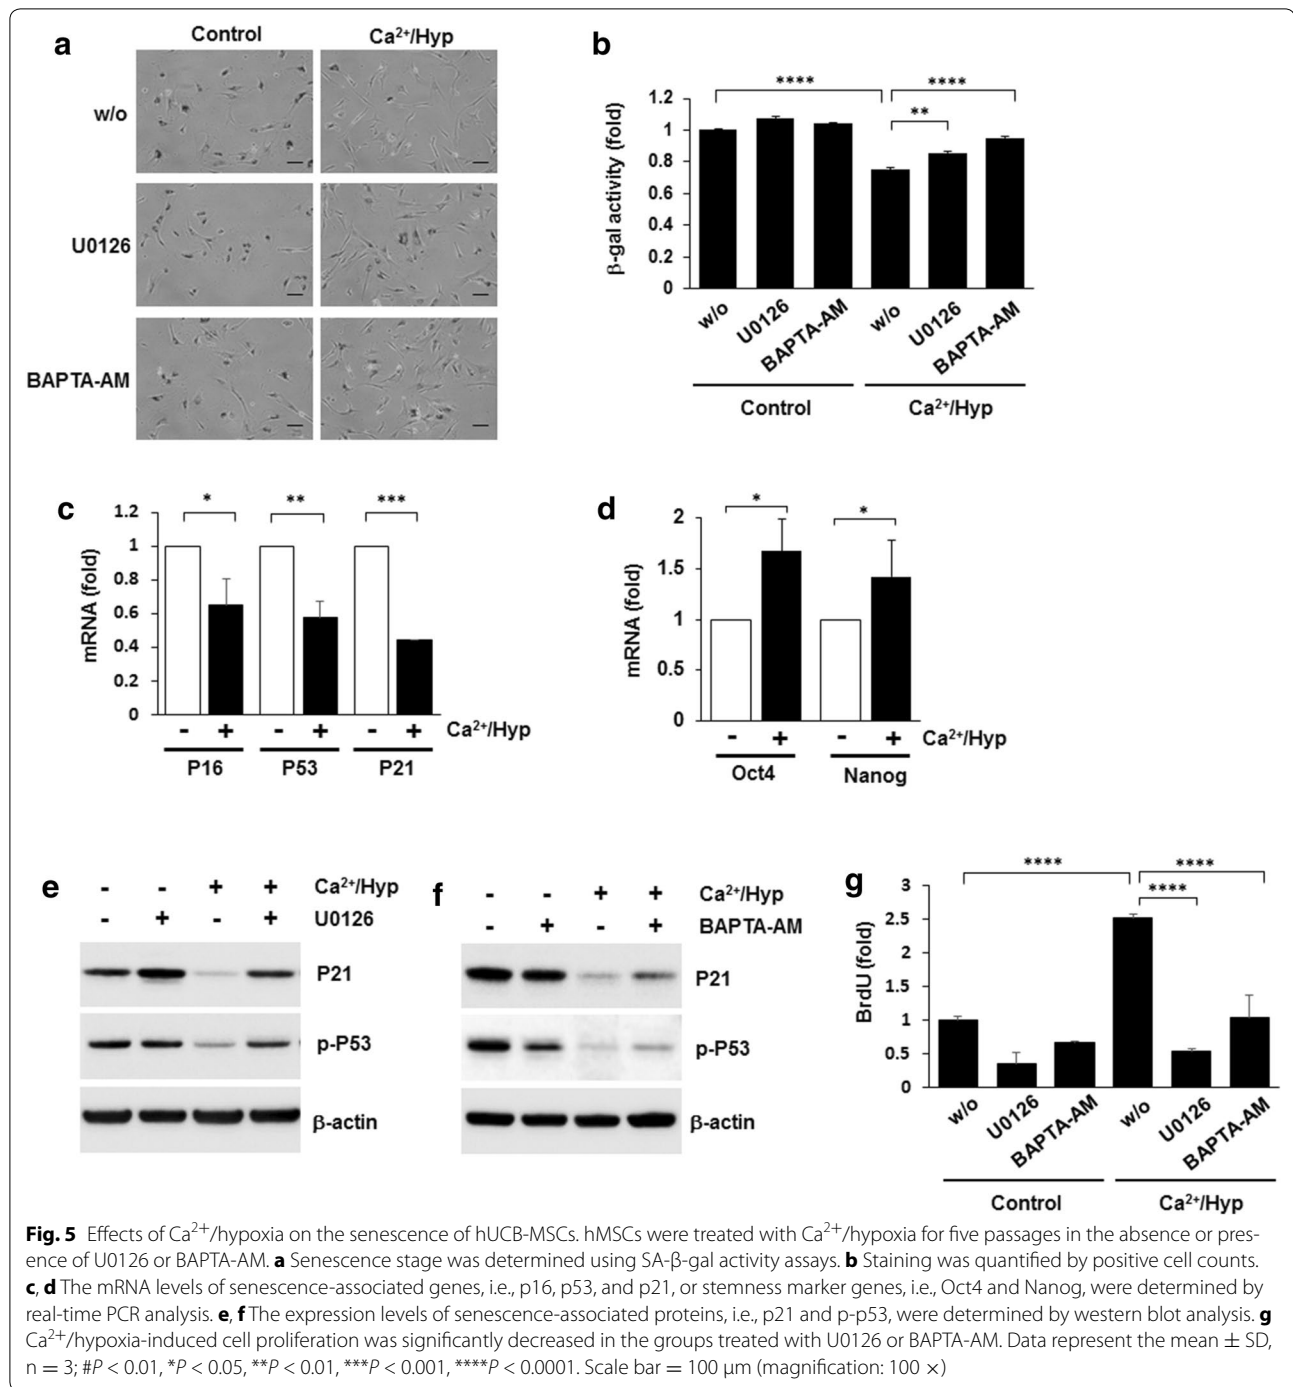 a
Control
Ca²⁺/Hyp
w/o
U0126
BAPTA-AM
b
β-gal activity (fold)
1.2
1
0.8
0.6
0.4
0.2
0
****
****
**
w/o
U0126
BAPTA-AM
w/o
U0126
BAPTA-AM
Control
Ca²⁺/Hyp
c
mRNA (fold)
1.2
1
0.8
0.6
0.4
0.2
0
*
**
***
- + - + - + Ca²⁺/Hyp
P16 P53 P21
d
mRNA (fold)
2
1.5
1
0.5
0
*
*
- + - + Ca²⁺/Hyp
Oct4 Nanog
e
- - + + Ca²⁺/Hyp
- + - + U0126
P21
p-P53
β-actin
f
- - + + Ca²⁺/Hyp
- + - + BAPTA-AM
P21
p-P53
β-actin
g
BrdU (fold)
3
2.5
2
1.5
1
0.5
0
****
****
****
w/o
U0126
BAPTA-AM
w/o
U0126
BAPTA-AM
Control
Ca²⁺/Hyp
Fig. 5 Effects of Ca²⁺/hypoxia on the senescence of hUCB-MSCs. hMSCs were treated with Ca²⁺/hypoxia for five passages in the absence or pres-
ence of U0126 or BAPTA-AM. a Senescence stage was determined using SA-β-gal activity assays. b Staining was quantified by positive cell counts.
c, d The mRNA levels of senescence-associated genes, i.e., p16, p53, and p21, or stemness marker genes, i.e., Oct4 and Nanog, were determined by
real-time PCR analysis. e, f The expression levels of senescence-associated proteins, i.e., p21 and p-p53, were determined by western blot analysis. g
Ca²⁺/hypoxia-induced cell proliferation was significantly decreased in the groups treated with U0126 or BAPTA-AM. Data represent the mean ± SD,
n = 3; #P < 0.01, *P < 0.05, **P < 0.01, ***P < 0.001, ****P < 0.0001. Scale bar = 100 μm (magnification: 100 ×)